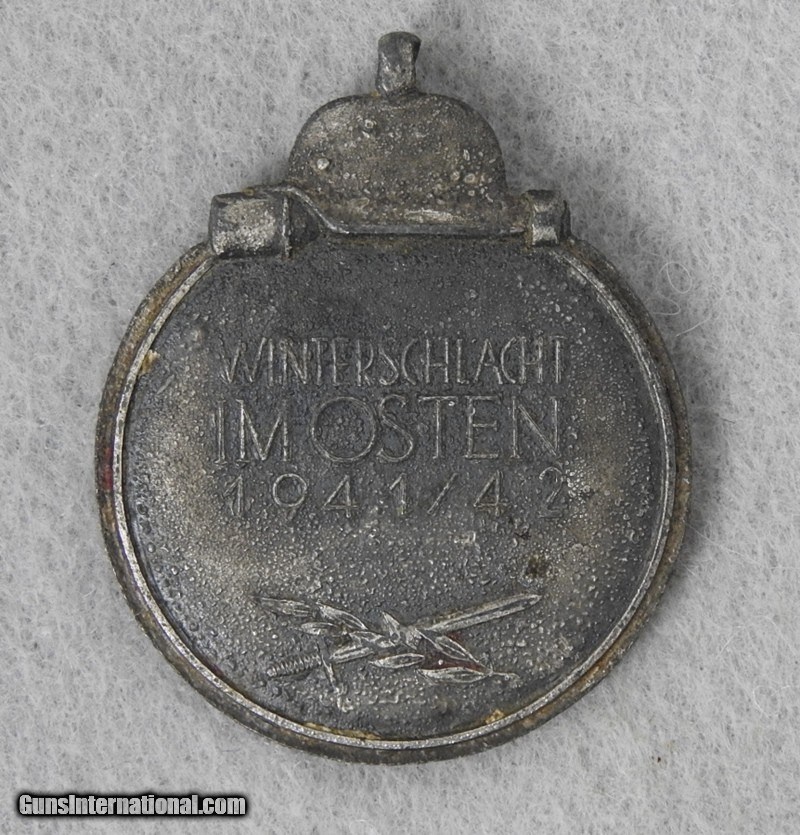 WINTERSCHLACHT
IM OSTEN
1941/42
GunsInternational.com